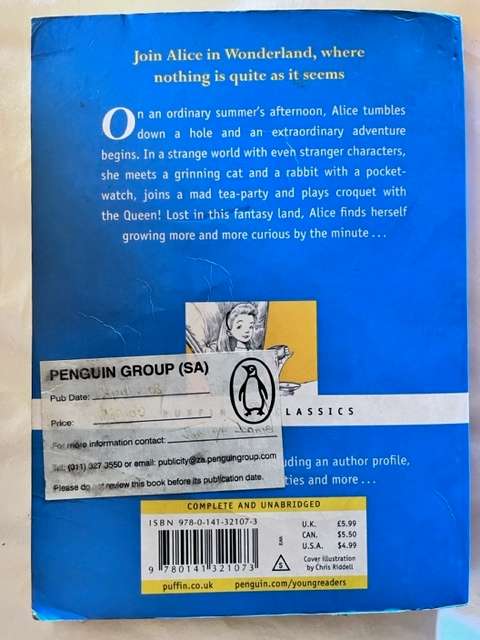 Join Alice in Wonderland, where
nothing is quite as it seems
On an ordinary summer's afternoon, Alice tumbles
down a hole and an extraordinary adventure
begins. In a strange world with even stranger characters,
she meets a grinning cat and a rabbit with a pocket-
watch, joins a mad tea-party and plays croquet with
the Queen! Lost in this fantasy land, Alice finds herself
growing more and more curious by the minute ...
PENGUIN GROUP (SA)
Pub Date:
Price:
For more information contact:
Tel: (011) 327 3550 or email: publicity@za.penguingroup.com
Please do not review this book before its publication date.
PUFFIN CLASSICS
uding an author profile,
ties and more ...
COMPLETE AND UNABRIDGED
ISBN 978-0-141-32107-3
9 780141 321073
U.K. £5.99
CAN. $5.50
U.S.A. $4.99
Cover illustration
by Chris Riddell
puffin.co.uk penguin.com/youngreaders